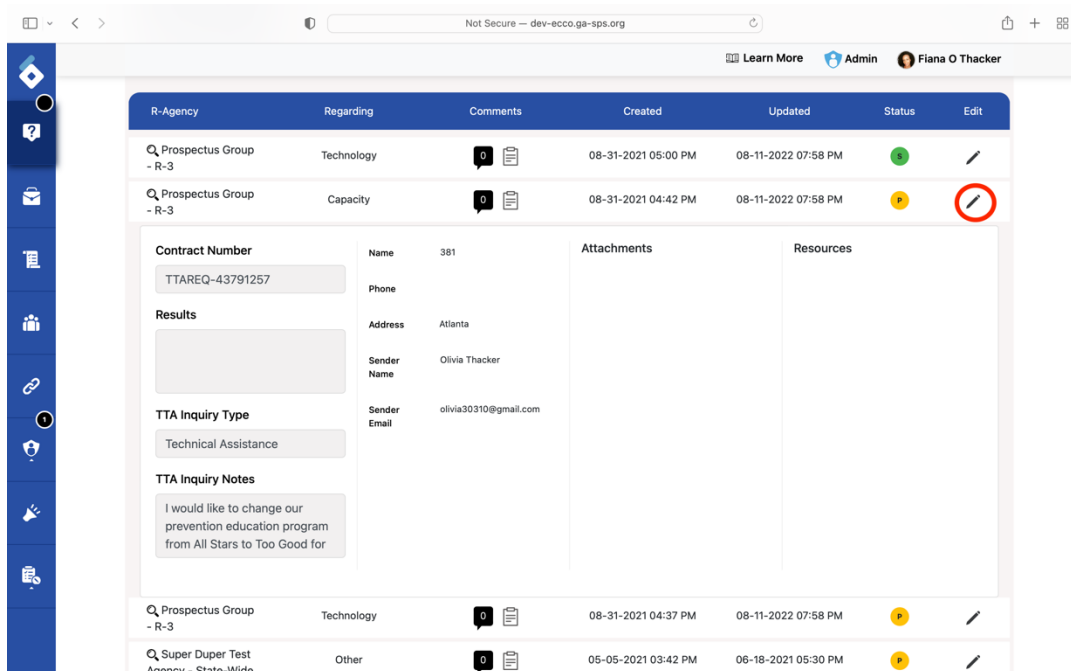 Not Secure — dev-ecco.ga-sps.org
Learn More Admin Fiana O Thacker
R-Agency Regarding Comments Created Updated Status Edit
Prospectus Group
- R-3
Technology 0 08-31-2021 05:00 PM 08-11-2022 07:58 PM S
Prospectus Group
- R-3
Capacity 0 08-31-2021 04:42 PM 08-11-2022 07:58 PM P
Contract Number
TTAREQ-43791257
Results
TTA Inquiry Type
Technical Assistance
TTA Inquiry Notes
I would like to change our
prevention education program
from All Stars to Too Good for
Name 381
Phone
Address Atlanta
Sender
Name
Olivia Thacker
Sender
Email
olivia30310@gmail.com
Attachments
Resources
1
Prospectus Group
- R-3
Technology 0 08-31-2021 04:37 PM 08-11-2022 07:58 PM P
Super Duper Test
Agency - State-Wide
Other 0 05-05-2021 03:42 PM 06-18-2021 05:30 PM P